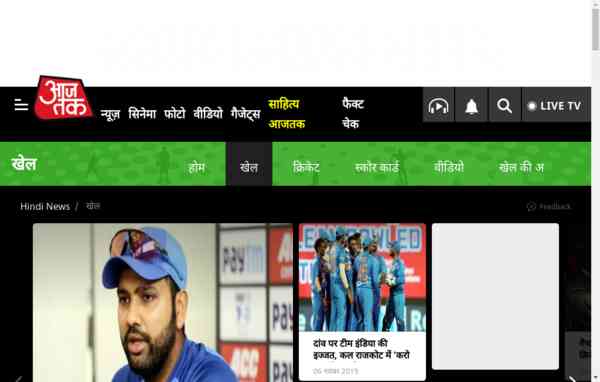 आज
तक
न्यूज़ सिनेमा फोटो वीडियो गैजेट्स
साहित्य
आजतक
फैक्ट
चेक
LIVE TV
खेल
होम खेल क्रिकेट स्कोर कार्ड वीडियो खेल की अ
Hindi News / खेल
Feedback
दांव पर टीम इंडिया की
इज्जत, कल राजकोट में 'करो
06 नवंबर 2019